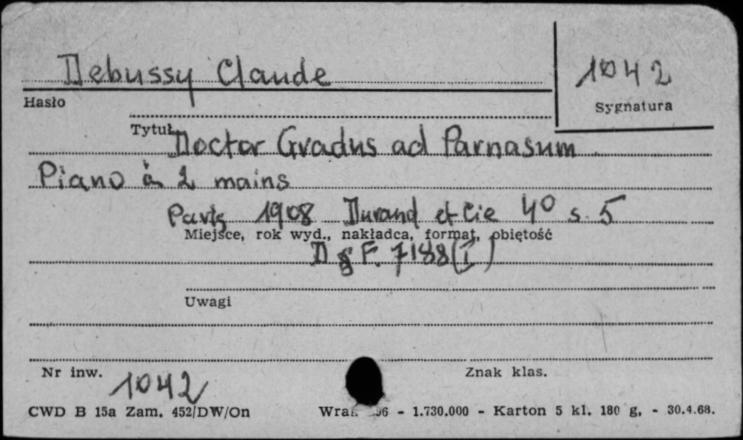 Debussy Claude
Hasło
1042
Sygnatura
Tytuł Doctor Gradus ad Parnasum
Piano à 2 mains
Paris 1908 Durand et Cie 4° s. 5
Miejsce, rok wyd., nakładca, format, objętość
D & F. 7188 (I)
Uwagi
Nr inw. 1042
Znak klas.
CWD B 15a Zam. 452/DW/On - 1.730.000 - Karton 5 kl. 180 g. - 30.4.68.